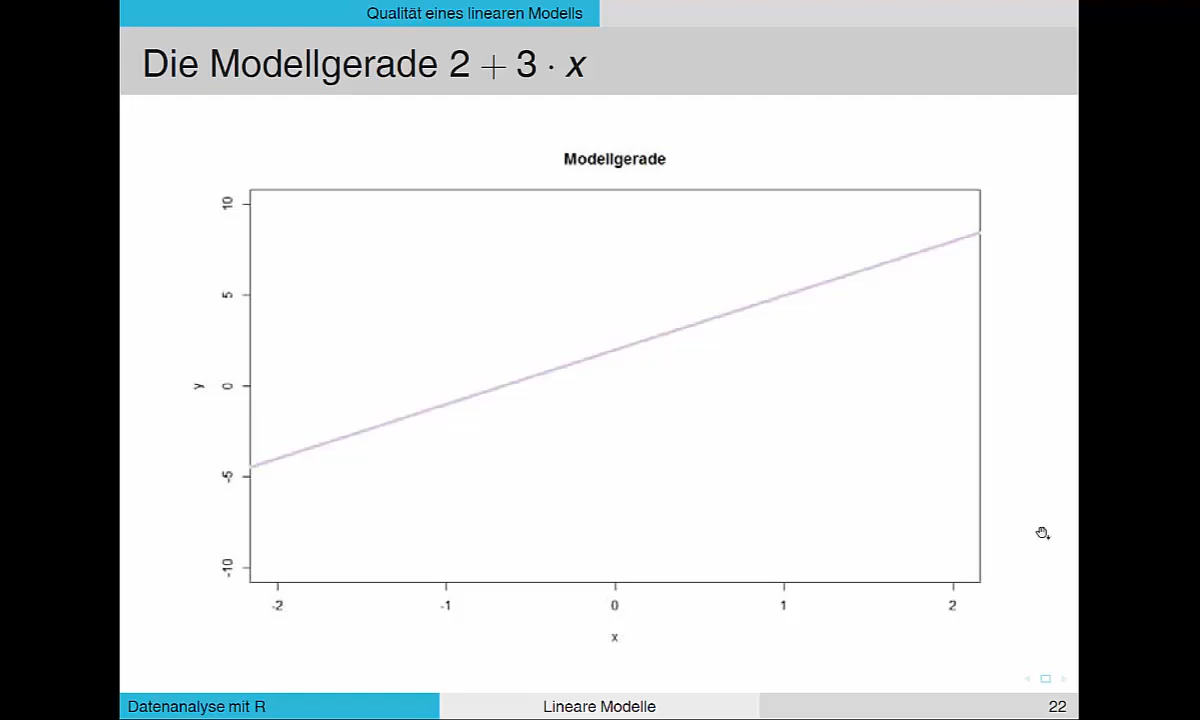 Qualität eines linearen Modells
Die Modellgerade 2 + 3 · x
Modellgerade
10
5
0
-5
-10
y
-2 -1 0 1 2
x
Datenanalyse mit R Lineare Modelle 22